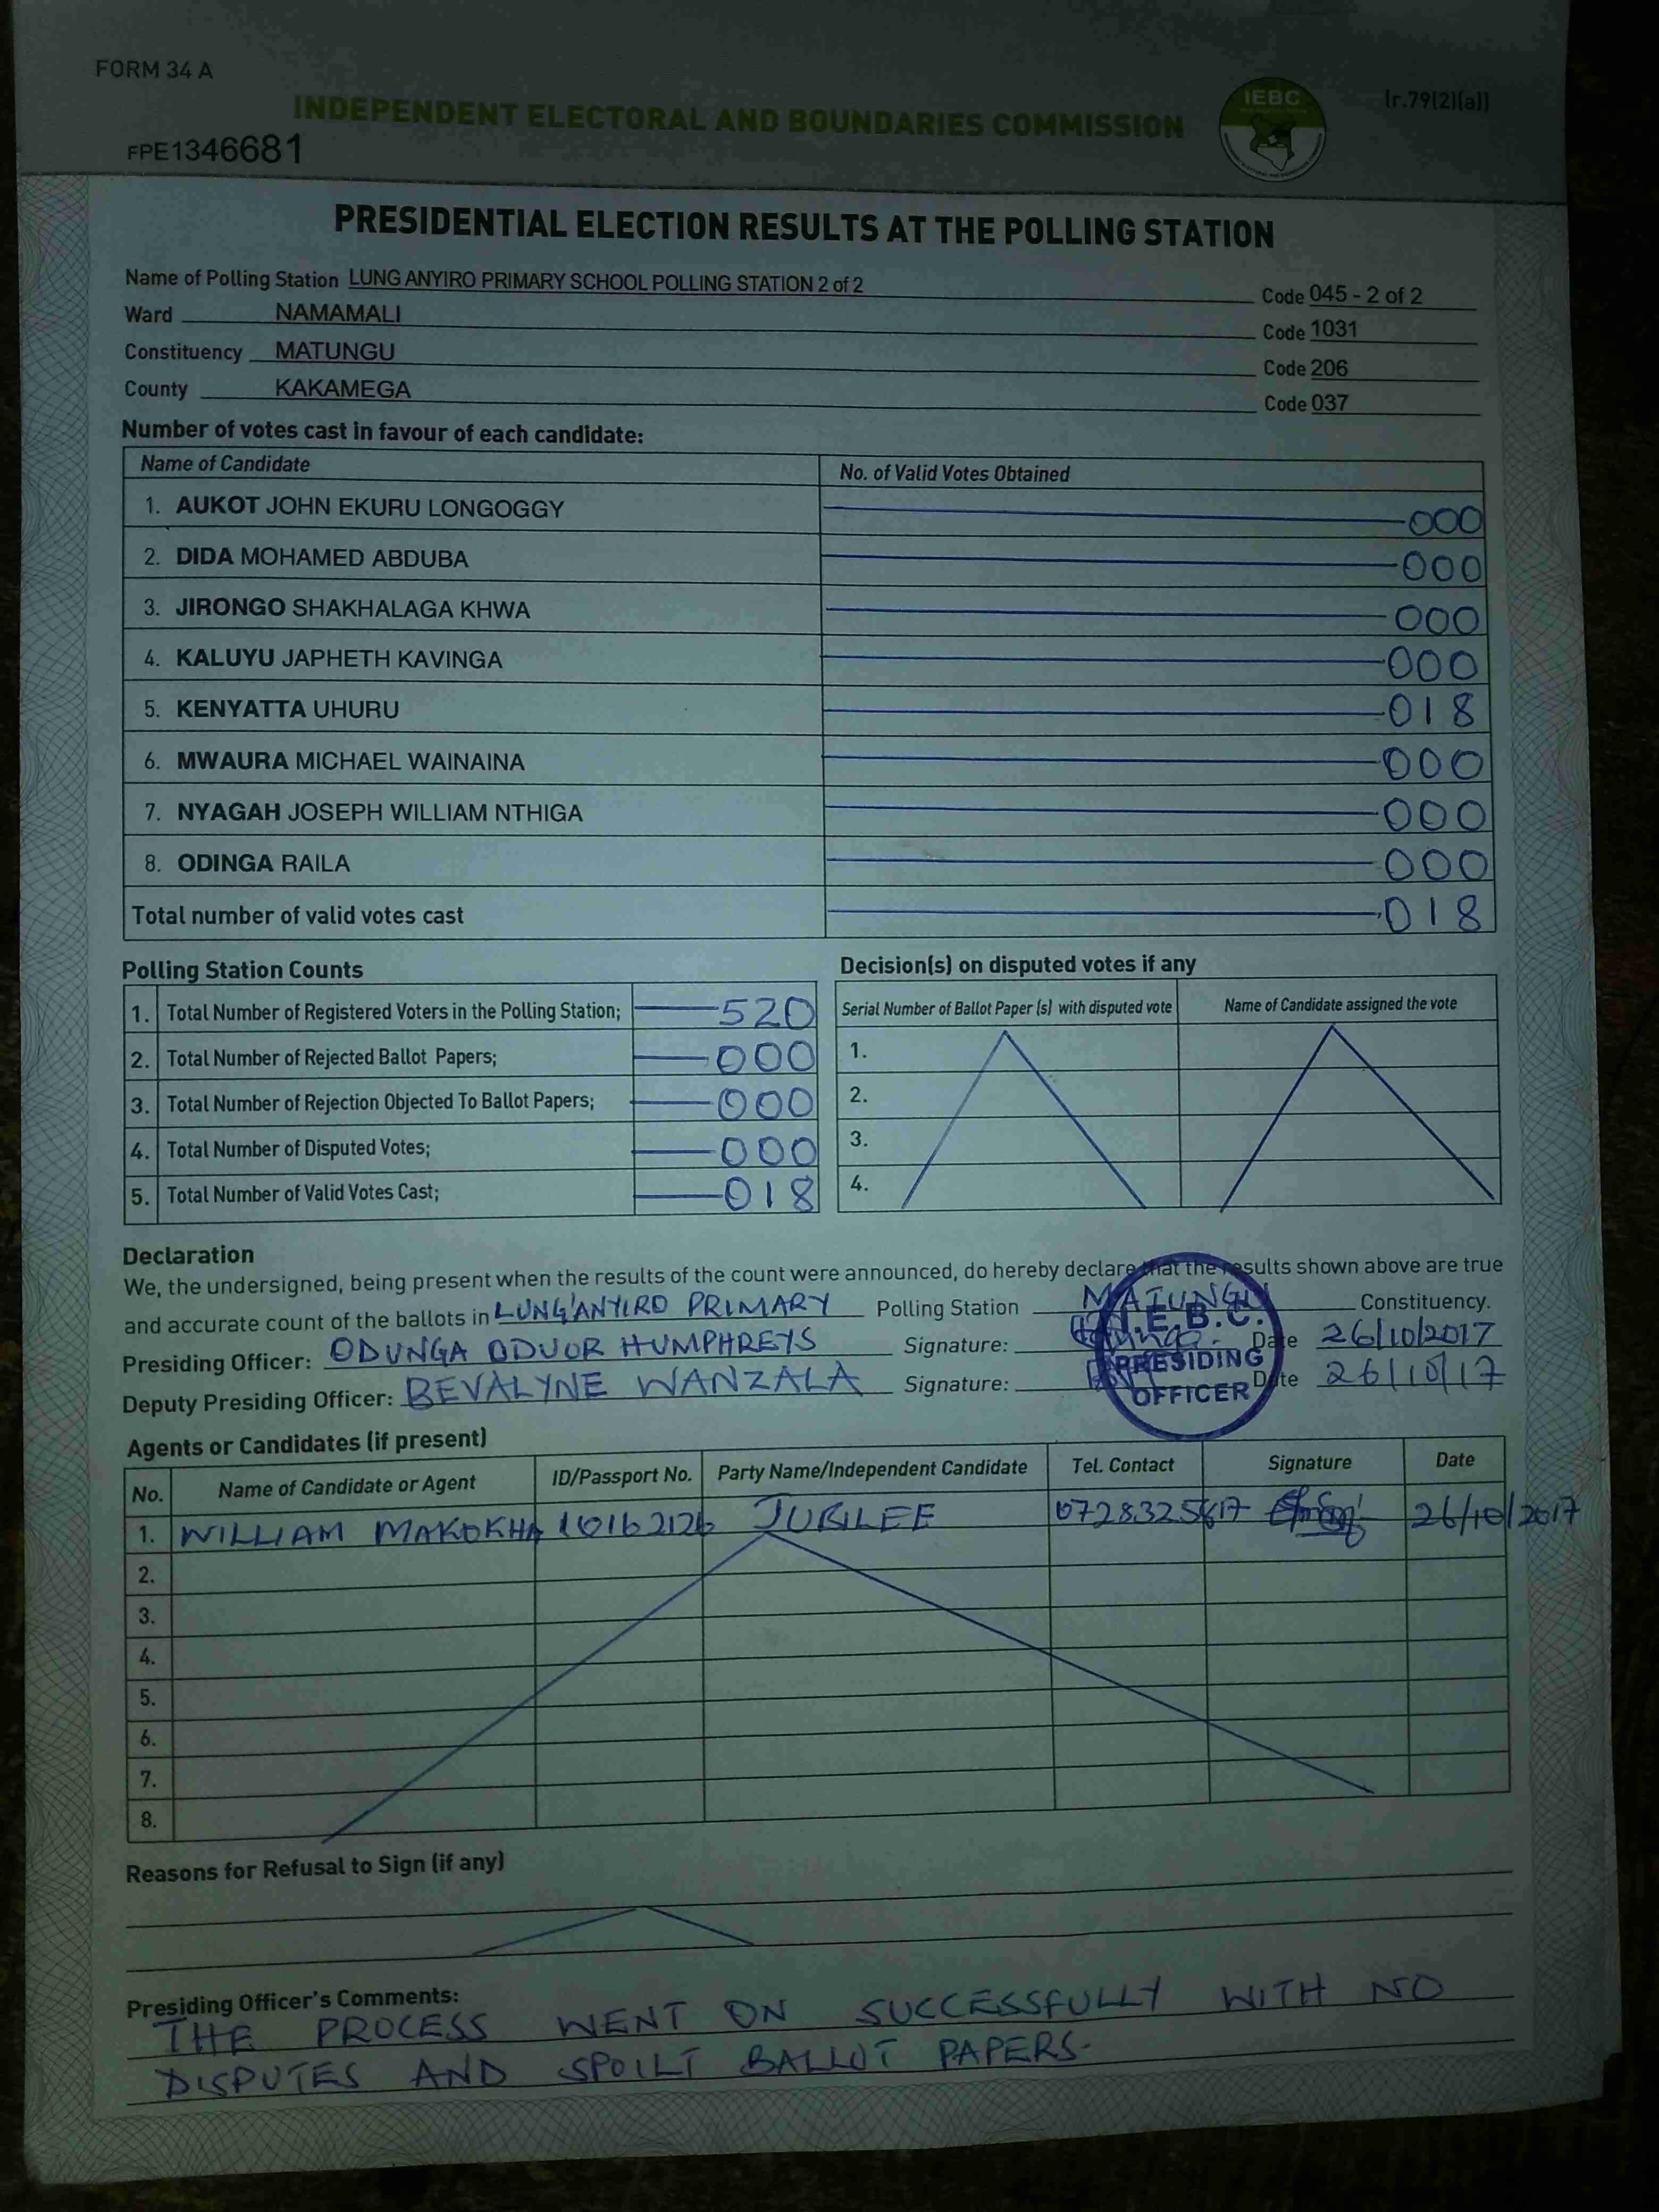 FORM 34 A
INDEPENDENT ELECTORAL AND BOUNDARIES COMMISSION
IEBC
(r.79(2)(a))
FPE1346681
PRESIDENTIAL ELECTION RESULTS AT THE POLLING STATION
Name of Polling Station LUNG ANYIRO PRIMARY SCHOOL POLLING STATION 2 of 2 Code 045 - 2 of 2
Ward NAMAMALI Code 1031
Constituency MATUNGU Code 206
County KAKAMEGA Code 037
Number of votes cast in favour of each candidate:
Name of Candidate No. of Valid Votes Obtained
1. AUKOT JOHN EKURU LONGOGGY 000
2. DIDA MOHAMED ABDUBA 000
3. JIRONGO SHAKHALAGA KHWA 000
4. KALUYU JAPHETH KAVINGA 000
5. KENYATTA UHURU 018
6. MWAURA MICHAEL WAINAINA 000
7. NYAGAH JOSEPH WILLIAM NTHIGA 000
8. ODINGA RAILA 000
Total number of valid votes cast 018
Polling Station Counts
1. Total Number of Registered Voters in the Polling Station; 520
2. Total Number of Rejected Ballot Papers; 000
3. Total Number of Rejection Objected To Ballot Papers; 000
4. Total Number of Disputed Votes; 000
5. Total Number of Valid Votes Cast; 018
Decision(s) on disputed votes if any
Serial Number of Ballot Paper (s) with disputed vote Name of Candidate assigned the vote
1.
2.
3.
4.
Declaration
We, the undersigned, being present when the results of the count were announced, do hereby declare that the results shown above are true
and accurate count of the ballots in LUNG'ANYIRO PRIMARY Polling Station MATUNGU Constituency.
Presiding Officer: ODUNGA ODUOR HUMPHREYS Signature: Date 26/10/2017
Deputy Presiding Officer: BEVALYNE WANZALA Signature: Date 26/10/17
I.E.B.C.
PRESIDING
OFFICER
Agents or Candidates (if present)
No. Name of Candidate or Agent ID/Passport No. Party Name/Independent Candidate Tel. Contact Signature Date
1. WILLIAM MAKOKHA 10162126 JUBILEE 0728325617 26/10/2017
2.
3.
4.
5.
6.
7.
8.
Reasons for Refusal to Sign (if any)
Presiding Officer's Comments:
THE PROCESS WENT ON SUCCESSFULLY WITH NO
DISPUTES AND SPOILT BALLOT PAPERS.